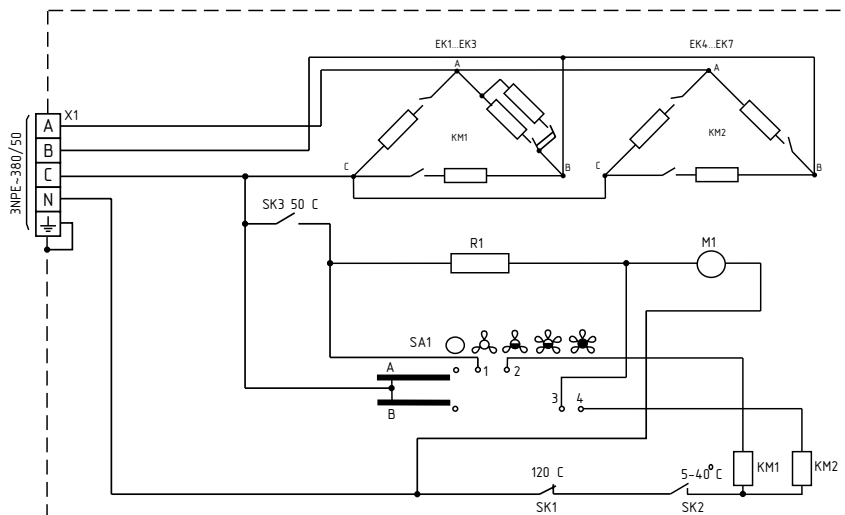 EK1...EK3
EK4...EK7
A
A
X1
A
B
C
N
3NPE~380/50
KM1
KM2
C
B
C
B
SK3 50 C
R1
M1
SA1
A
B
1
2
3
4
120 C
5-40°C
KM1
KM2
SK1
SK2